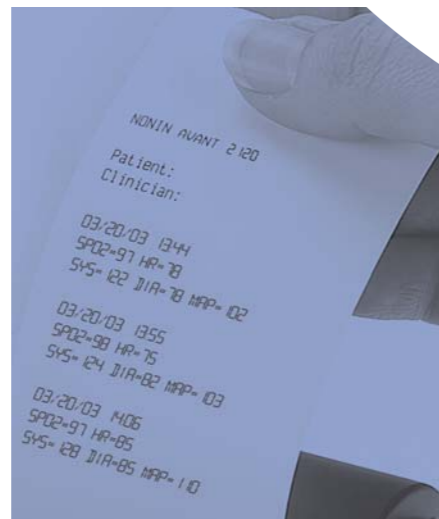 NONIN AVANT 2120
Patient:
Clinician:
03/20/03 13:44
SPO2=97 HR=78
SYS= 122 DIA= 78 MAP= 102
03/20/03 13:55
SPO2=98 HR=75
SYS= 124 DIA=82 MAP= 103
03/20/03 14:06
SPO2=97 HR=85
SYS= 128 DIA=85 MAP= 110